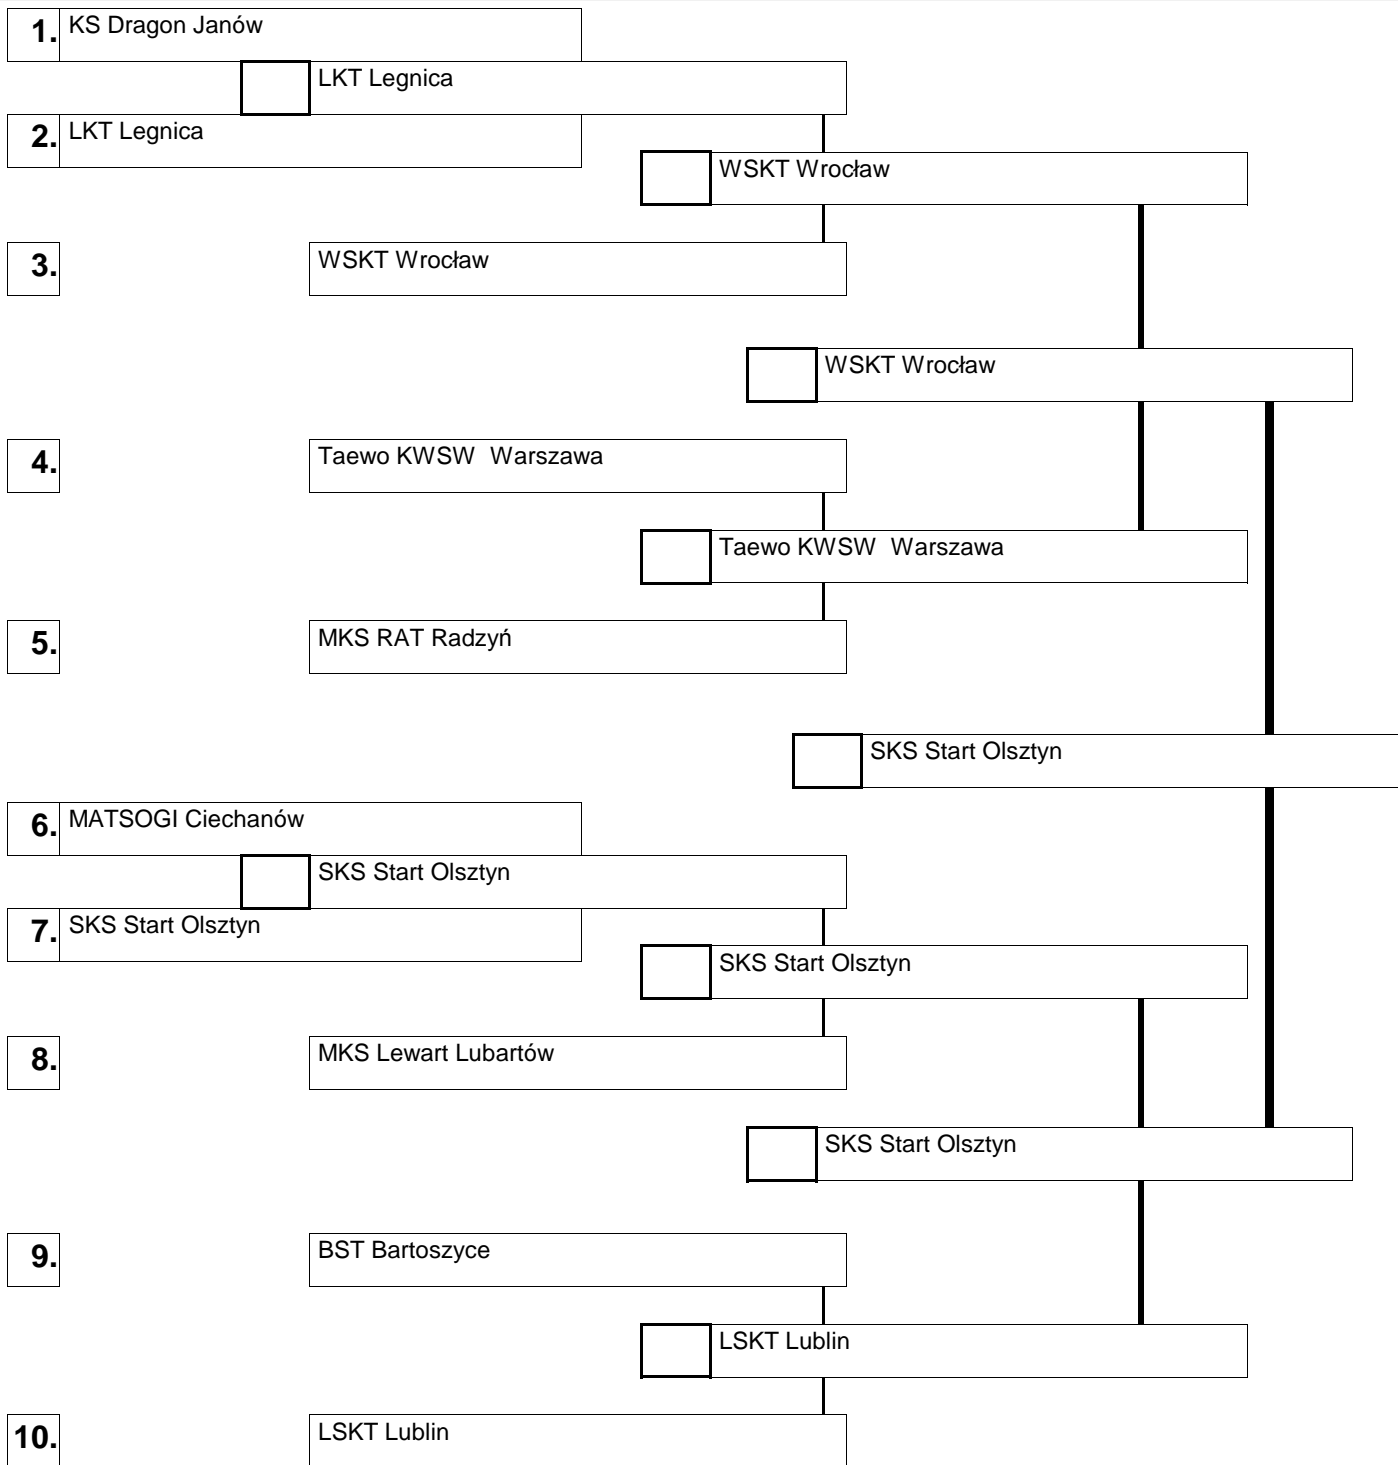 1. KS Dragon Janów
LKT Legnica
2. LKT Legnica
WSKT Wrocław
3. WSKT Wrocław
WSKT Wrocław
4. Taewo KWSW  Warszawa
Taewo KWSW  Warszawa
5. MKS RAT Radzyń
SKS Start Olsztyn
6. MATSOGI Ciechanów
SKS Start Olsztyn
7. SKS Start Olsztyn
SKS Start Olsztyn
8. MKS Lewart Lubartów
SKS Start Olsztyn
9. BST Bartoszyce
LSKT Lublin
10. LSKT Lublin